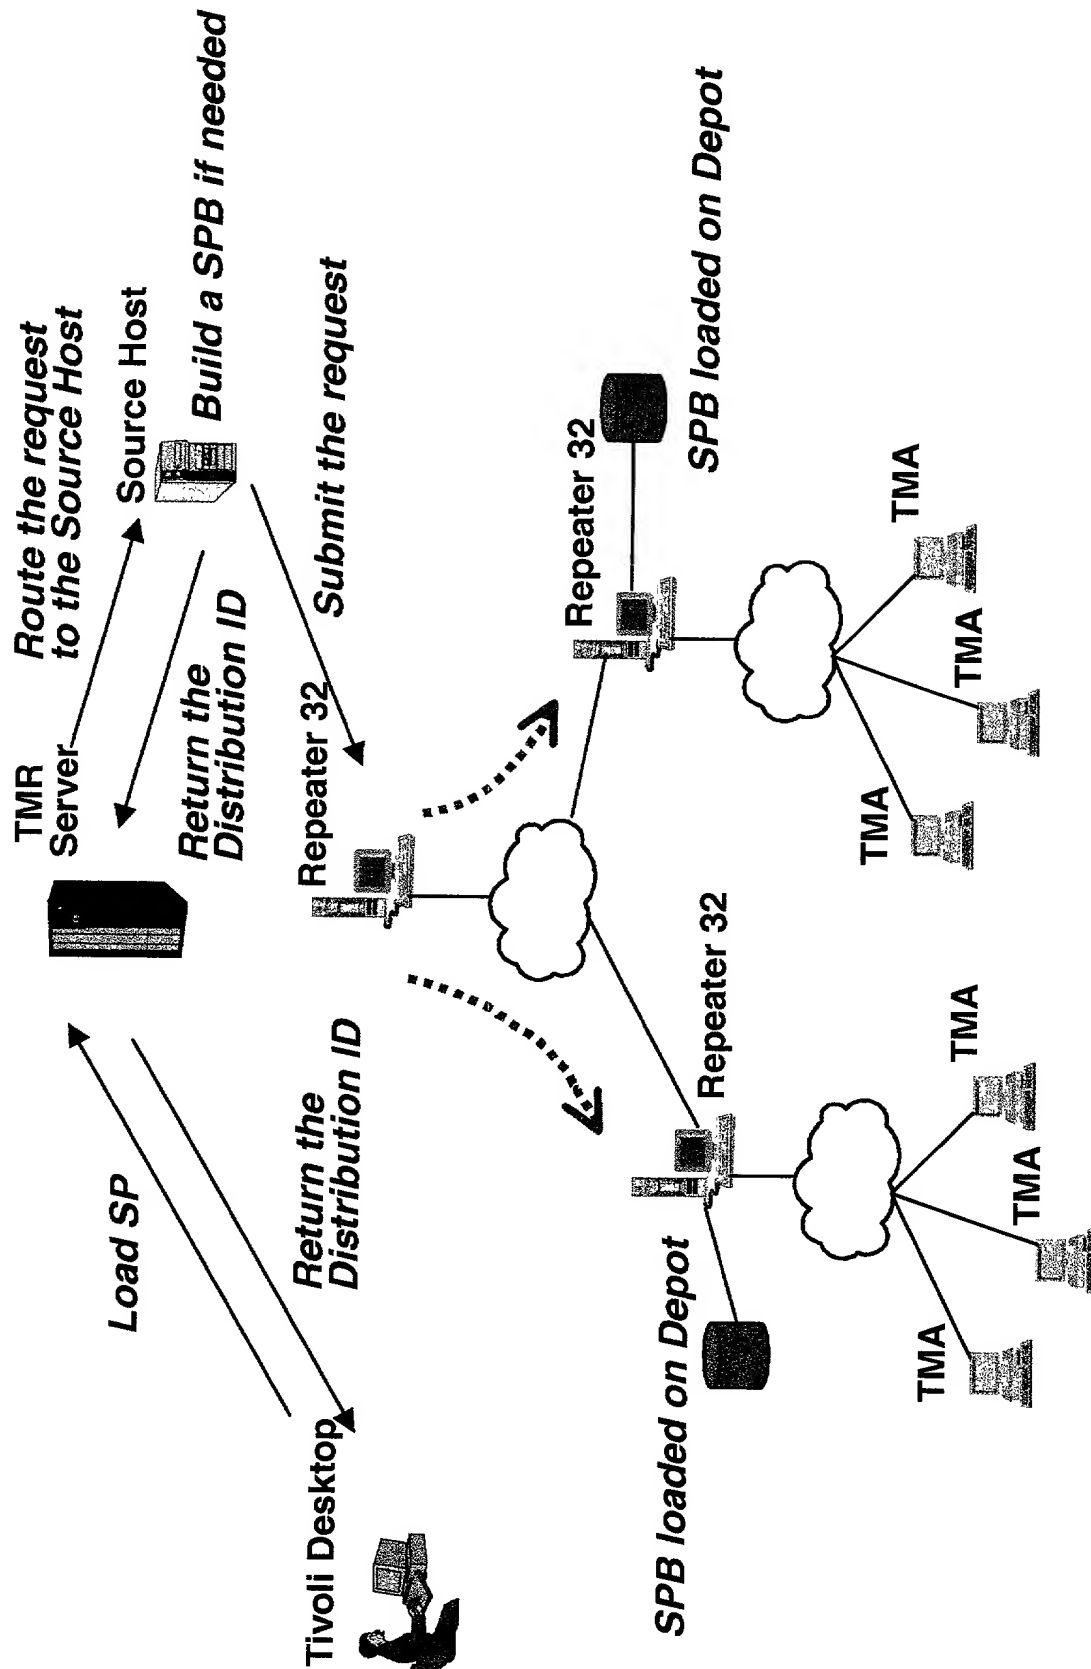 TMR
Server
Route the request
to the Source Host
Source Host
Build a SPB if needed
Load SP
Return the
Distribution ID
Submit the request
Tivoli Desktop
Return the
Distribution ID
Repeater 32
Repeater 32
SPB loaded on Depot
Repeater 32
SPB loaded on Depot
TMA
TMA
TMA
TMA
TMA
TMA